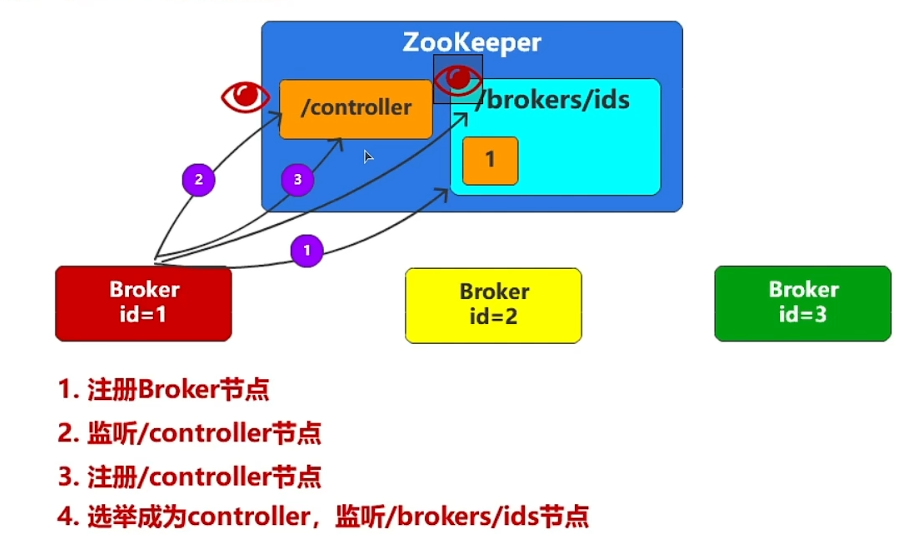 ZooKeeper
/controller
/brokers/ids
1
2
3
1
Broker
id=1
Broker
id=2
Broker
id=3
1. 注册Broker节点
2. 监听/controller节点
3. 注册/controller节点
4. 选举成为controller，监听/brokers/ids节点